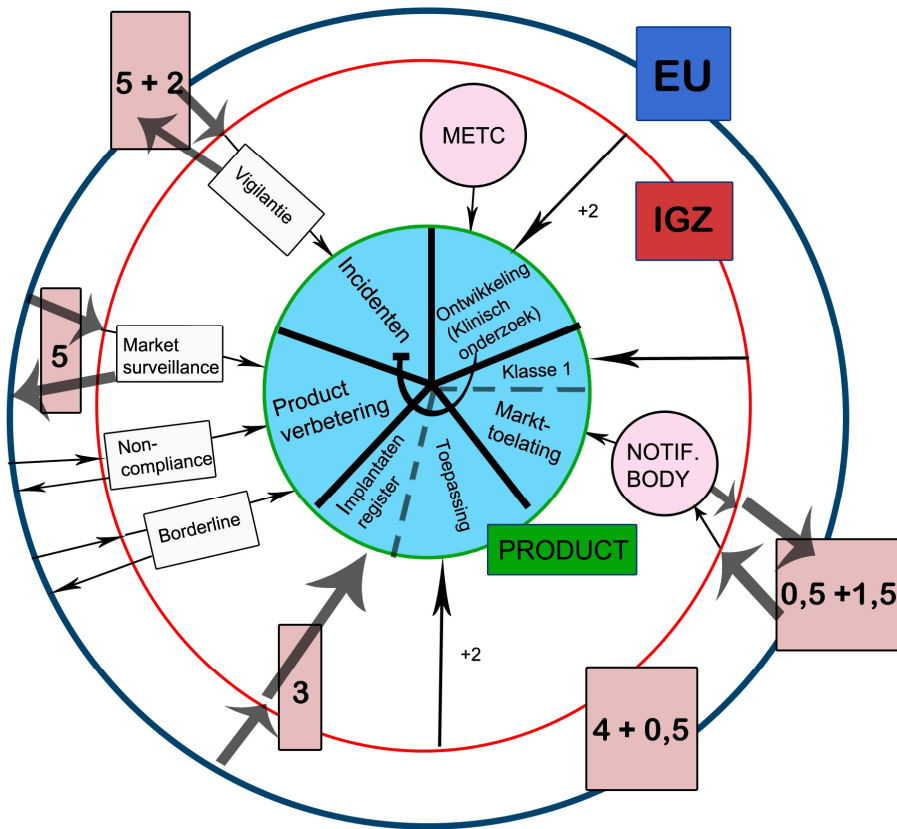 5 + 2
EU
METC
Vigilantie
+2
IGZ
Incidenten
Ontwikkeling
(Klinisch
onderzoek)
5
Market
surveillance
Klasse 1
Product
verbetering
Markt-
toelating
Non-
compliance
NOTIF.
BODY
Implantaten
register
Toepassing
Borderline
PRODUCT
0,5 +1,5
3
+2
4 + 0,5